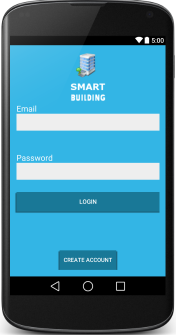 5:00
SMART
BUILDING
Email
Password
LOGIN
CREATE ACCOUNT